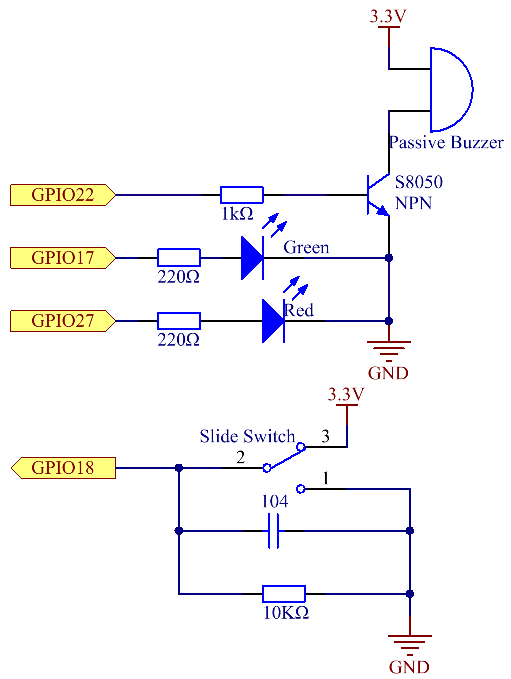 3.3V
Passive Buzzer
S8050
NPN
GPIO22
1kΩ
GPIO17
220Ω
Green
GPIO27
220Ω
Red
GND
3.3V
Slide Switch
3
2
GPIO18
1
104
10KΩ
GND